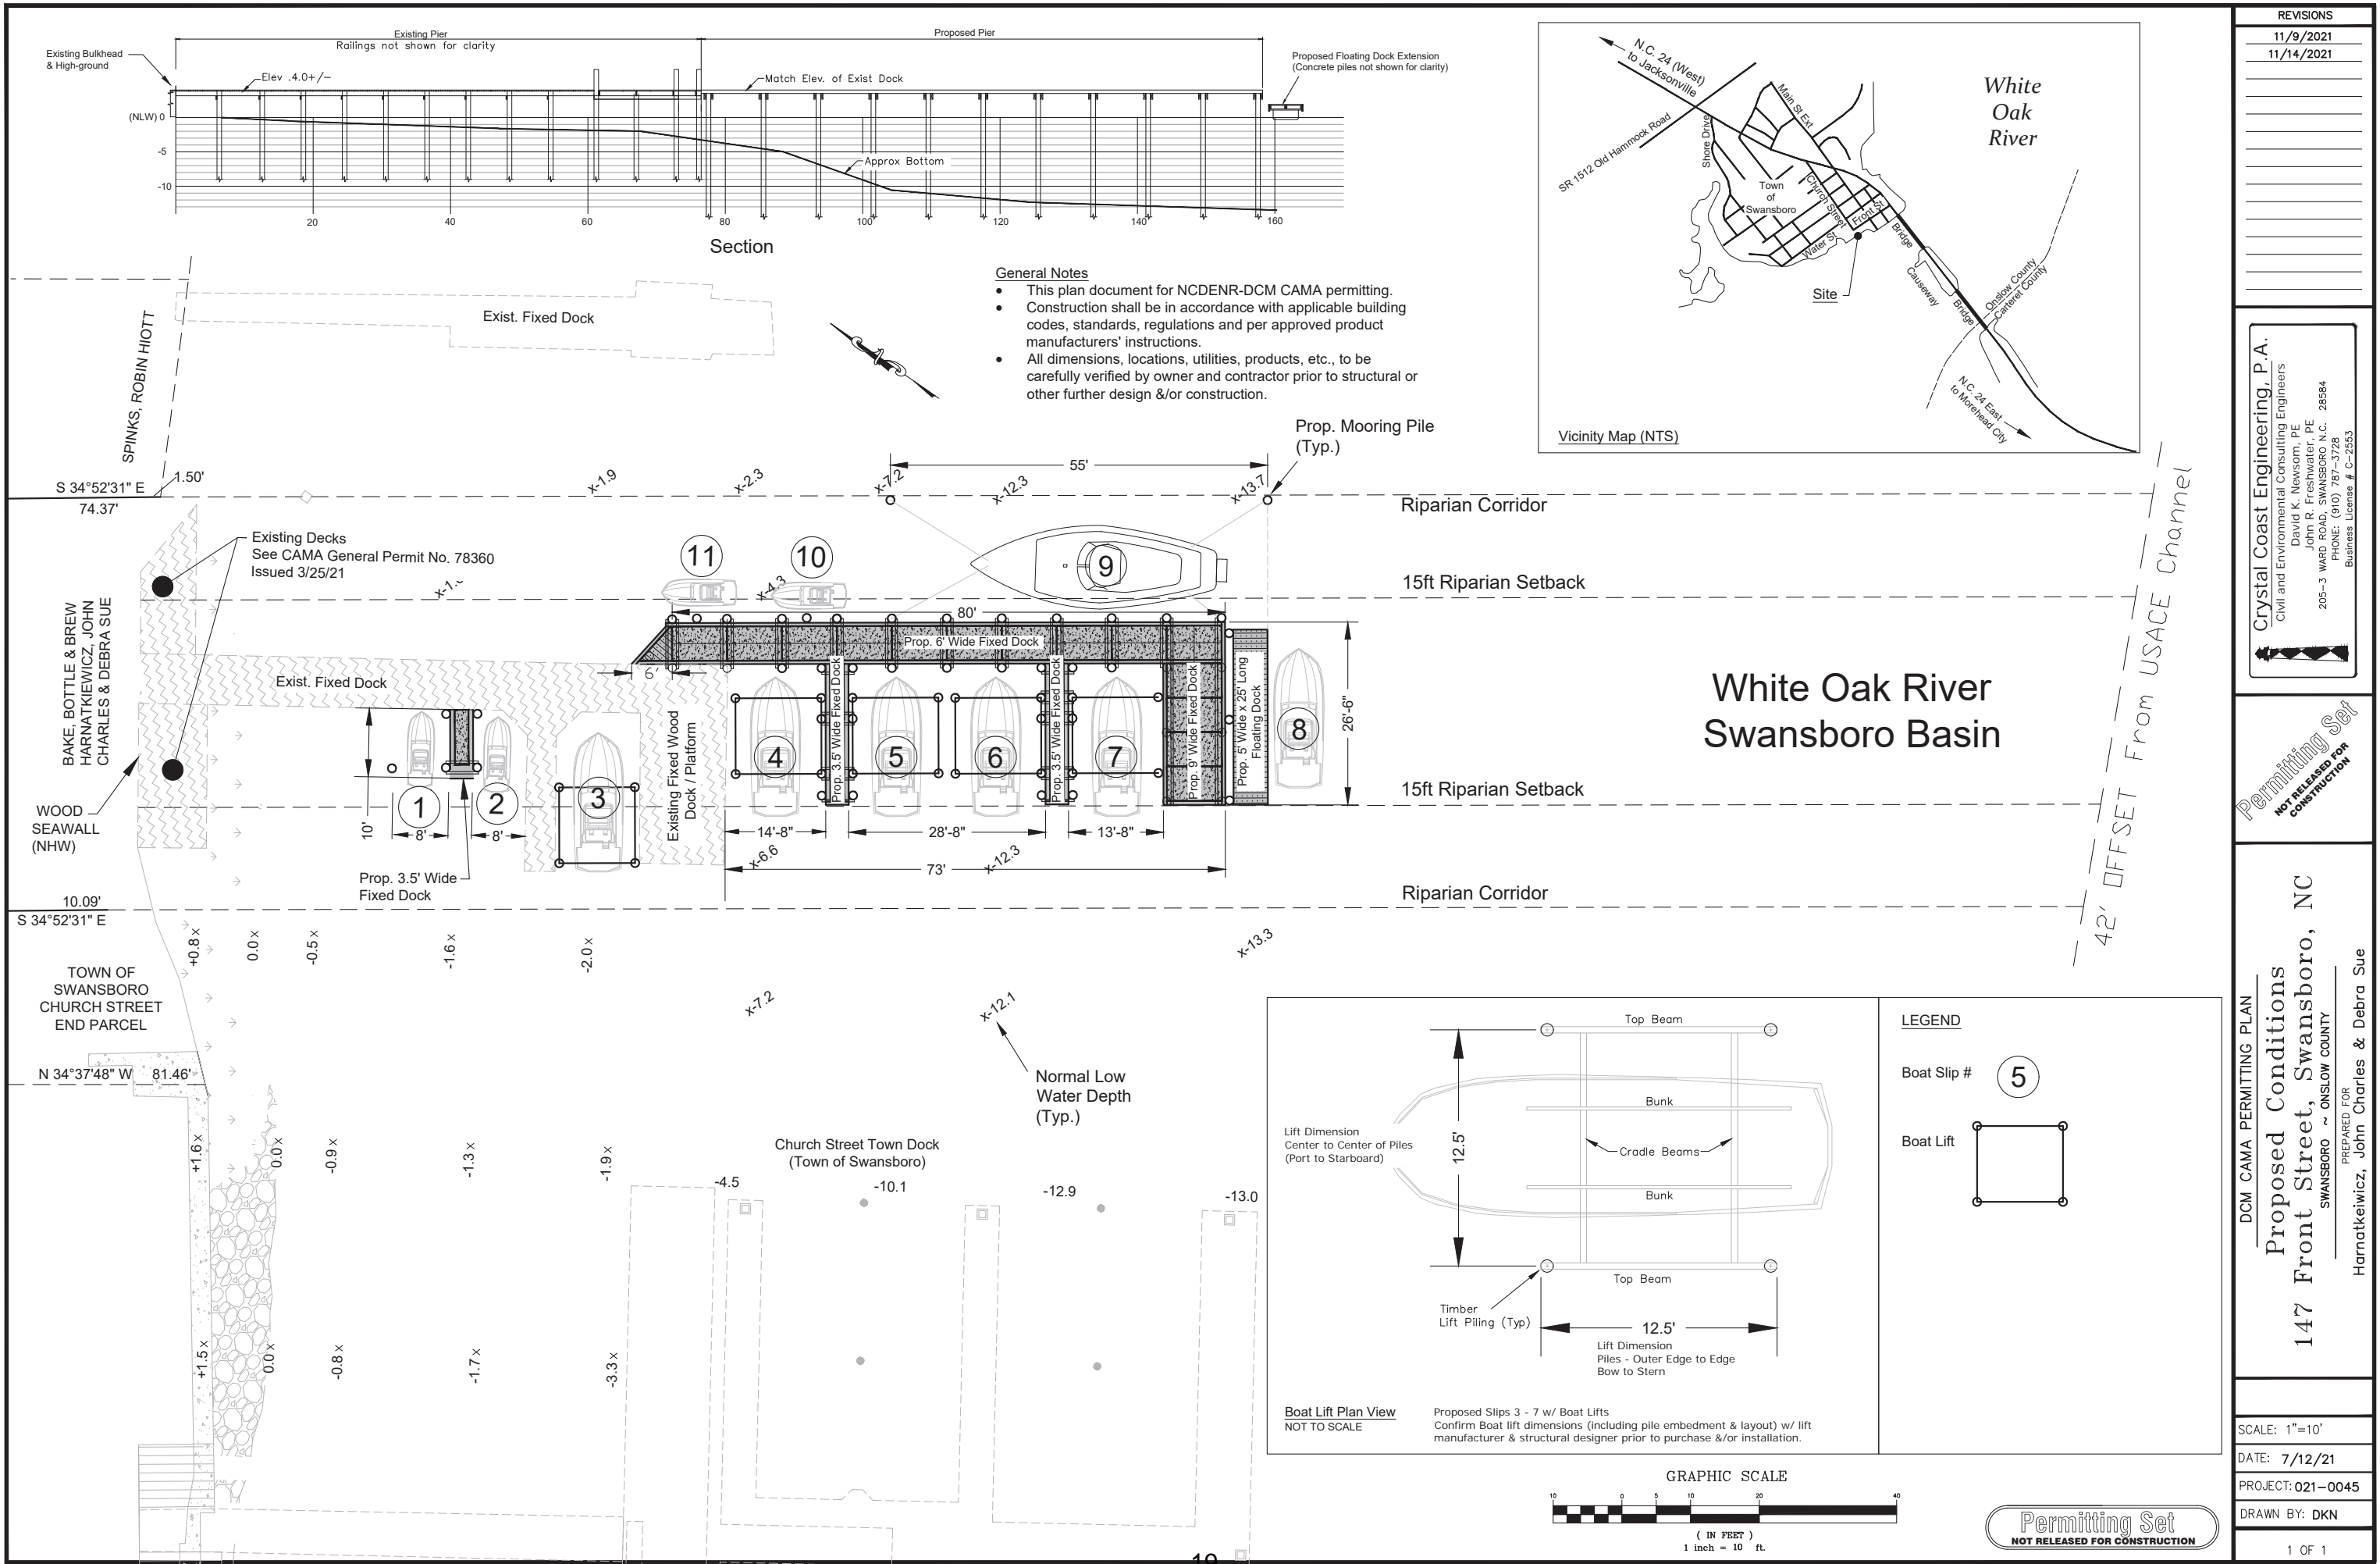 Existing Pier
Railings not shown for clarity
Proposed Pier
Existing Bulkhead
& High-ground
Elev .4.0+/-
Match Elev. of Exist Dock
Proposed Floating Dock Extension
(Concrete piles not shown for clarity)
(NLW) 0
-5
-10
Approx Bottom
20
40
60
80
100
120
140
160
Section
N.C. 24 (West)
to Jacksonville
SR 1512 Old Hammock Road
Shore Drive
Main St Ext
White
Oak
River
Town
of
Swansboro
Church Street
Front St
Water St
Bridge
Causeway
Bridge
Onslow County
Carteret County
Site
N.C. 24 East
to Morehead City
Vicinity Map (NTS)
General Notes
• This plan document for NCDENR-DCM CAMA permitting.
• Construction shall be in accordance with applicable building
codes, standards, regulations and per approved product
manufacturers' instructions.
• All dimensions, locations, utilities, products, etc., to be
carefully verified by owner and contractor prior to structural or
other further design &/or construction.
Exist. Fixed Dock
SPINKS, ROBIN HIOTT
1.50'
S 34°52'31" E
74.37'
x-1.9
x-2.3
x-7.2
x-12.3
x-13.7
55'
Prop. Mooring Pile
(Typ.)
Riparian Corridor
Existing Decks
See CAMA General Permit No. 78360
Issued 3/25/21
x-4.3
11
10
9
15ft Riparian Setback
80'
Prop. 6' Wide Fixed Dock
6'
BAKE, BOTTLE & BREW
HARNATKIEWICZ, JOHN
CHARLES & DEBRA SUE
Exist. Fixed Dock
10'
1
2
3
8'
8'
Existing Fixed Wood
Dock / Platform
4
Prop. 3.5' Wide Fixed Dock
5
6
Prop. 3.5' Wide Fixed Dock
7
Prop. 9' Wide Fixed Dock
Prop. 5' Wide x 25' Long
Floating Dock
8
26'-6"
White Oak River
Swansboro Basin
42' OFFSET From USACE Channel
15ft Riparian Setback
WOOD
SEAWALL
(NHW)
Prop. 3.5' Wide
Fixed Dock
14'-8"
28'-8"
13'-8"
x-6.6
x-12.3
73'
Riparian Corridor
10.09'
S 34°52'31" E
+0.8 x
0.0 x
-0.5 x
-1.6 x
-2.0 x
x-13.3
TOWN OF
SWANSBORO
CHURCH STREET
END PARCEL
x-7.2
x-12.1
Normal Low
Water Depth
(Typ.)
N 34°37'48" W 81.46'
+1.6 x
0.0 x
-0.9 x
-1.3 x
-1.9 x
Church Street Town Dock
(Town of Swansboro)
-4.5
-10.1
-12.9
-13.0
+1.5 x
0.0 x
-0.8 x
-1.7 x
-3.3 x
Top Beam
Bunk
Lift Dimension
Center to Center of Piles
(Port to Starboard)
12.5'
Cradle Beams
Bunk
Top Beam
Timber
Lift Piling (Typ)
12.5'
Lift Dimension
Piles - Outer Edge to Edge
Bow to Stern
Boat Lift Plan View
NOT TO SCALE
Proposed Slips 3 - 7 w/ Boat Lifts
Confirm Boat lift dimensions (including pile embedment & layout) w/ lift
manufacturer & structural designer prior to purchase &/or installation.
LEGEND
Boat Slip # 5
Boat Lift
GRAPHIC SCALE
10 0 5 10 20 40
( IN FEET )
1 inch = 10 ft.
Permitting Set
NOT RELEASED FOR CONSTRUCTION
REVISIONS
11/9/2021
11/14/2021
Crystal Coast Engineering, P.A.
Civil and Environmental Consulting Engineers
David K. Newsom, PE
John R. Freshwater, PE
205-3 WARD ROAD, SWANSBORO N.C. 28584
PHONE: (910) 787-3728
Business License # C-2553
Permitting Set
NOT RELEASED FOR
CONSTRUCTION
DCM CAMA PERMITTING PLAN
Proposed Conditions
147 Front Street, Swansboro, NC
SWANSBORO ~ ONSLOW COUNTY
PREPARED FOR
Harnatkeiwicz, John Charles & Debra Sue
SCALE: 1"=10'
DATE: 7/12/21
PROJECT: 021-0045
DRAWN BY: DKN
1 OF 1